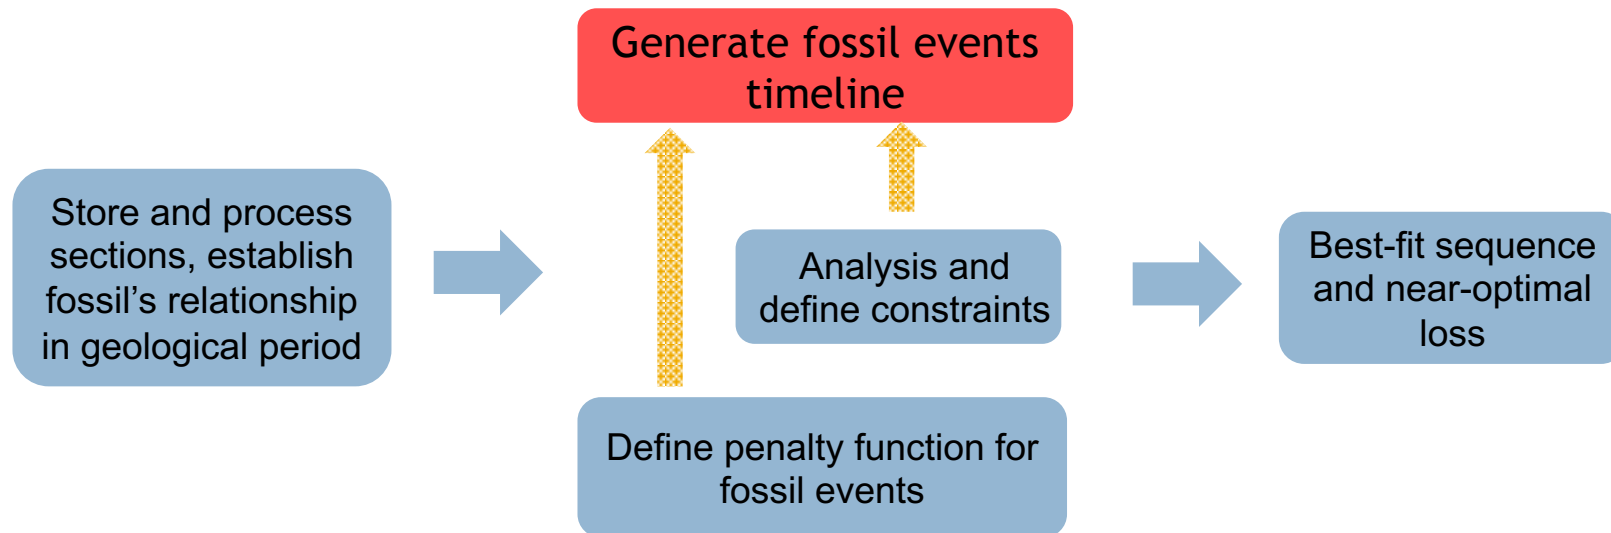 Generate fossil events
timeline
Store and process
sections, establish
fossil’s relationship
in geological period
Analysis and
define constraints
Best-fit sequence
and near-optimal
loss
Define penalty function for
fossil events